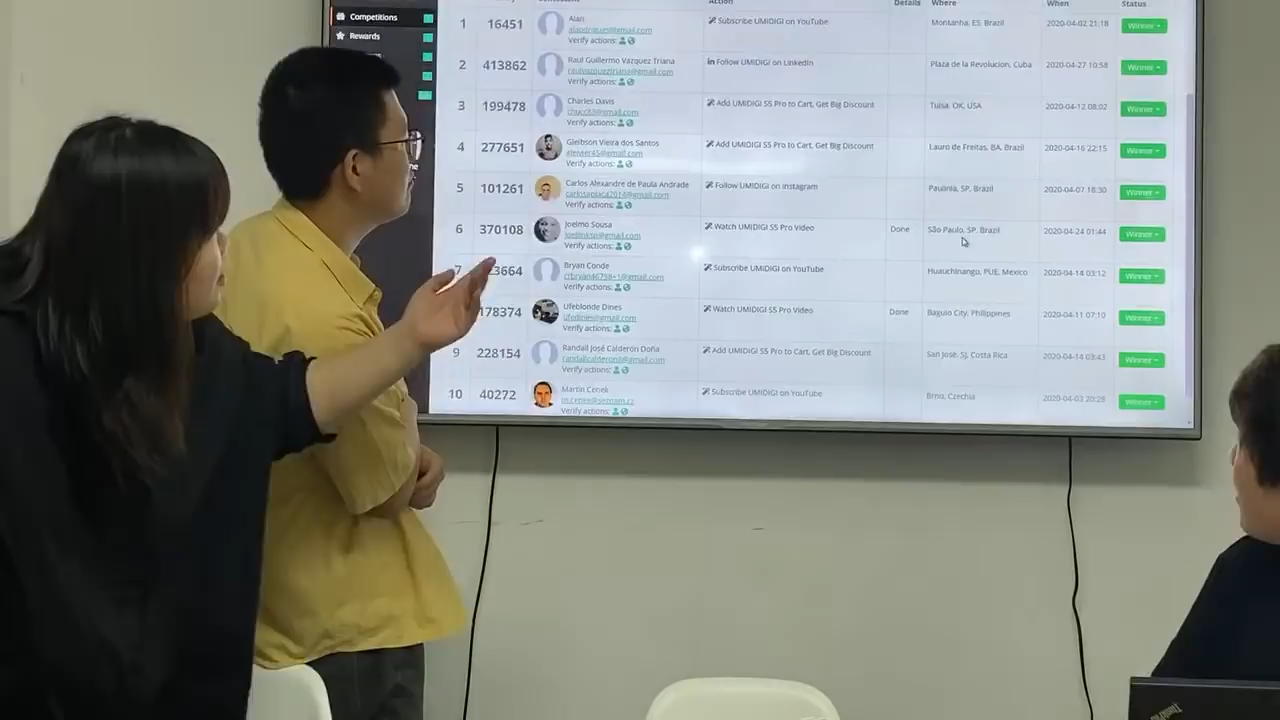 Competitions
Rewards
Action Details Where When Status
1 16451 Alan Subscribe UMIDIGI on YouTube Montanha, ES, Brazil 2020-04-02 21:18 Winner
Verify actions:
2 413862 Raul Guillermo Vazquez Triana Follow UMIDIGI on LinkedIn Plaza de la Revolucion, Cuba 2020-04-27 10:58 Winner
Verify actions:
3 199478 Charles Davis Add UMIDIGI S5 Pro to Cart, Get Big Discount Tulsa, OK, USA 2020-04-12 08:02 Winner
Verify actions:
4 277651 Gleibson Vieira dos Santos Add UMIDIGI S5 Pro to Cart, Get Big Discount Lauro de Freitas, BA, Brazil 2020-04-16 22:15 Winner
Verify actions:
5 101261 Carlos Alexandre de Paula Andrade Follow UMIDIGI on Instagram Paulínia, SP, Brazil 2020-04-07 18:30 Winner
Verify actions:
6 370108 Joelmo Sousa Watch UMIDIGI S5 Pro Video Done São Paulo, SP, Brazil 2020-04-24 01:44 Winner
Verify actions:
7 3664 Bryan Conde Subscribe UMIDIGI on YouTube Huauchinango, PUE, Mexico 2020-04-14 03:12 Winner
Verify actions:
178374 Ufeblonde Dines Watch UMIDIGI S5 Pro Video Done Baguio City, Philippines 2020-04-11 07:10 Winner
Verify actions:
9 228154 Randall José Calderón Doña Add UMIDIGI S5 Pro to Cart, Get Big Discount San José, SJ, Costa Rica 2020-04-14 03:43 Winner
Verify actions:
10 40272 Martin Cenek Subscribe UMIDIGI on YouTube Brno, Czechia 2020-04-03 20:28 Winner
m.cenek@seznam.cz
Verify actions: